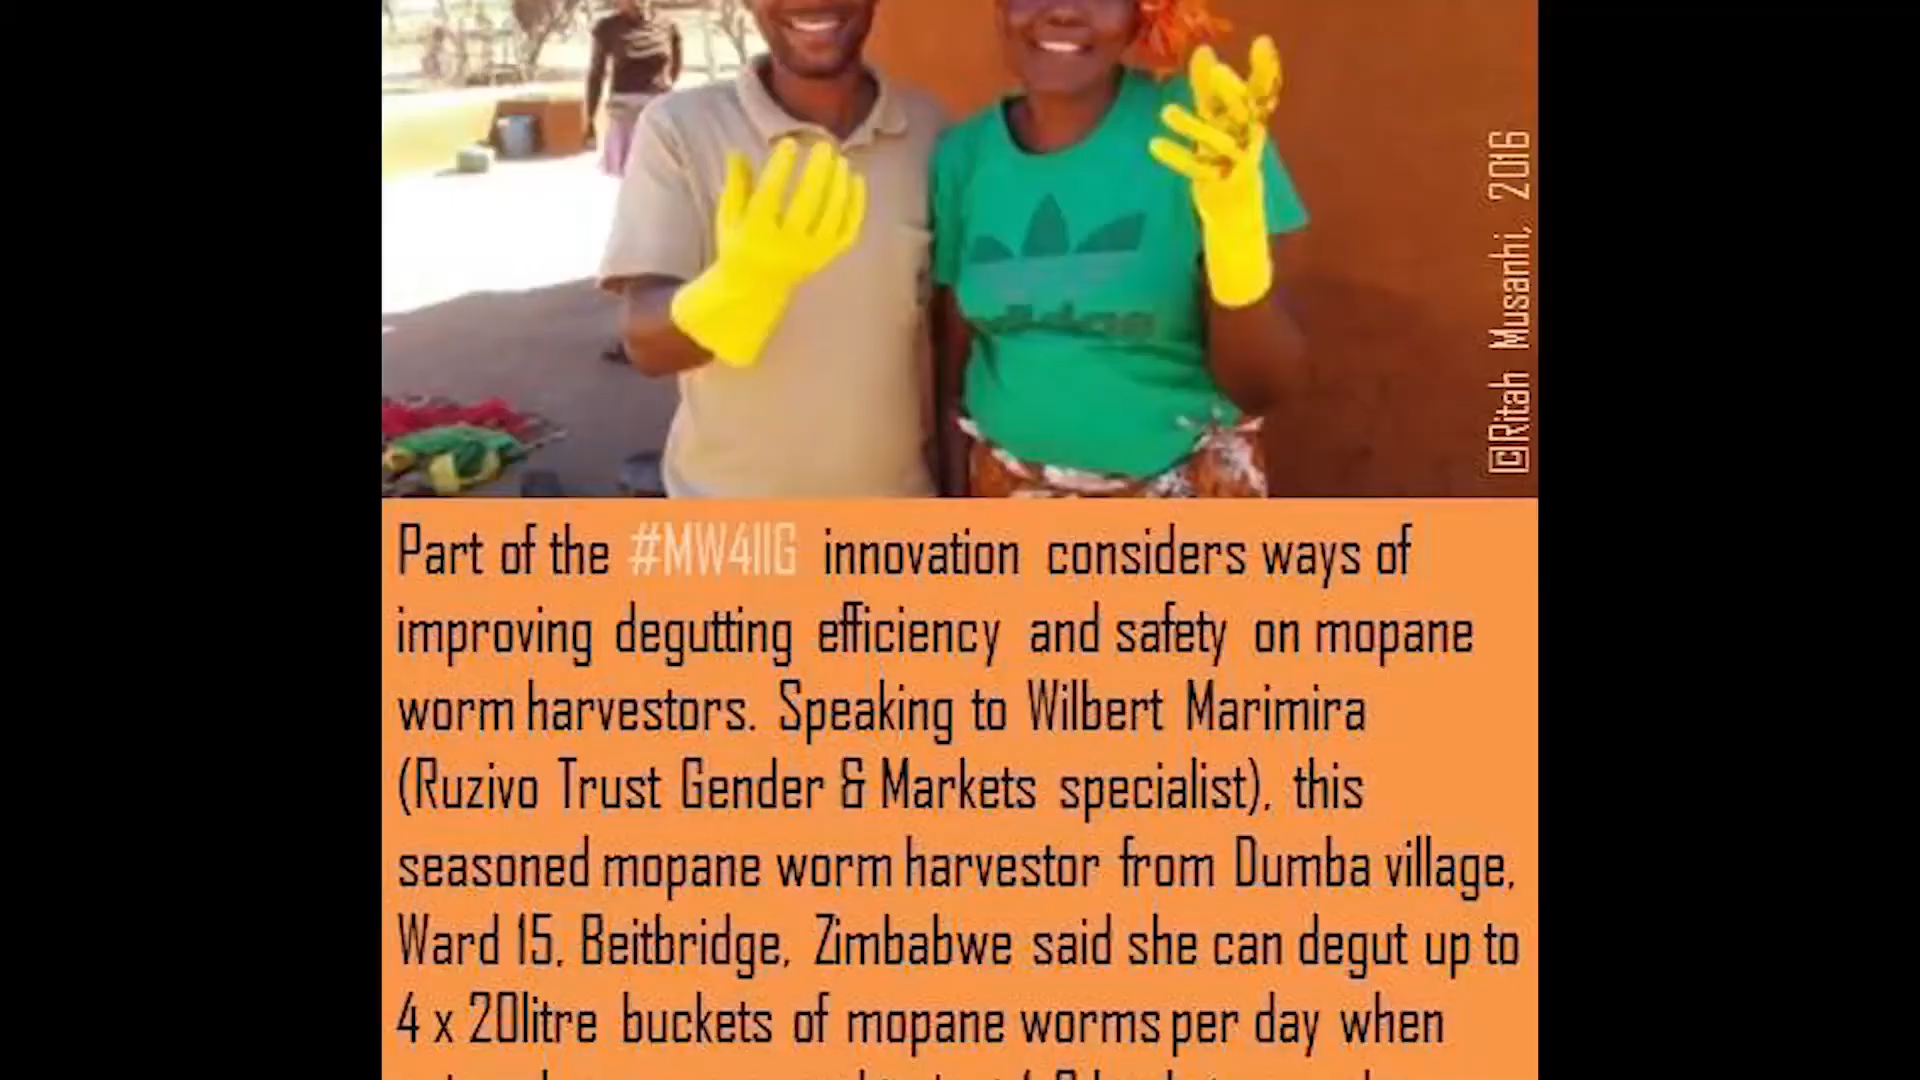 ©Ritah Musanhi, 2016
Part of the #MW4IIG innovation considers ways of
improving degutting efficiency and safety on mopane
worm harvestors. Speaking to Wilbert Marimira
(Ruzivo Trust Gender & Markets specialist), this
seasoned mopane worm harvestor from Dumba village,
Ward 15, Beitbridge, Zimbabwe said she can degut up to
4 x 20litre buckets of mopane worms per day when